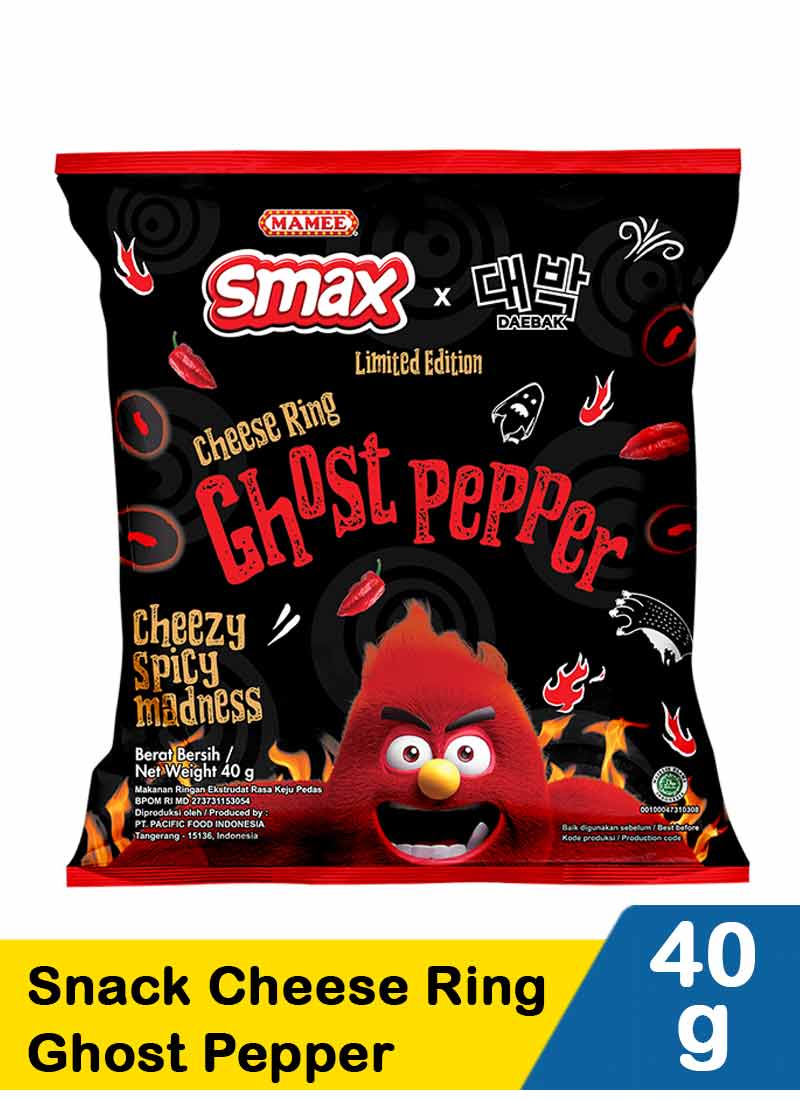 MAMEE
smax x 대박
DAEBAK
Limited Edition
Cheese Ring
Ghost Pepper
Cheezy
Spicy
madness
Berat Bersih /
Net Weight 40 g
Makanan Ringan Ekstrudat Rasa Keju Pedas
BPOM RI MD 273731153054
Diproduksi oleh / Produced by :
PT. PACIFIC FOOD INDONESIA
Tangerang - 15136, Indonesia
00100047310308
Baik digunakan sebelum / Best before
Kode produksi / Production code
Snack Cheese Ring
Ghost Pepper
40
g